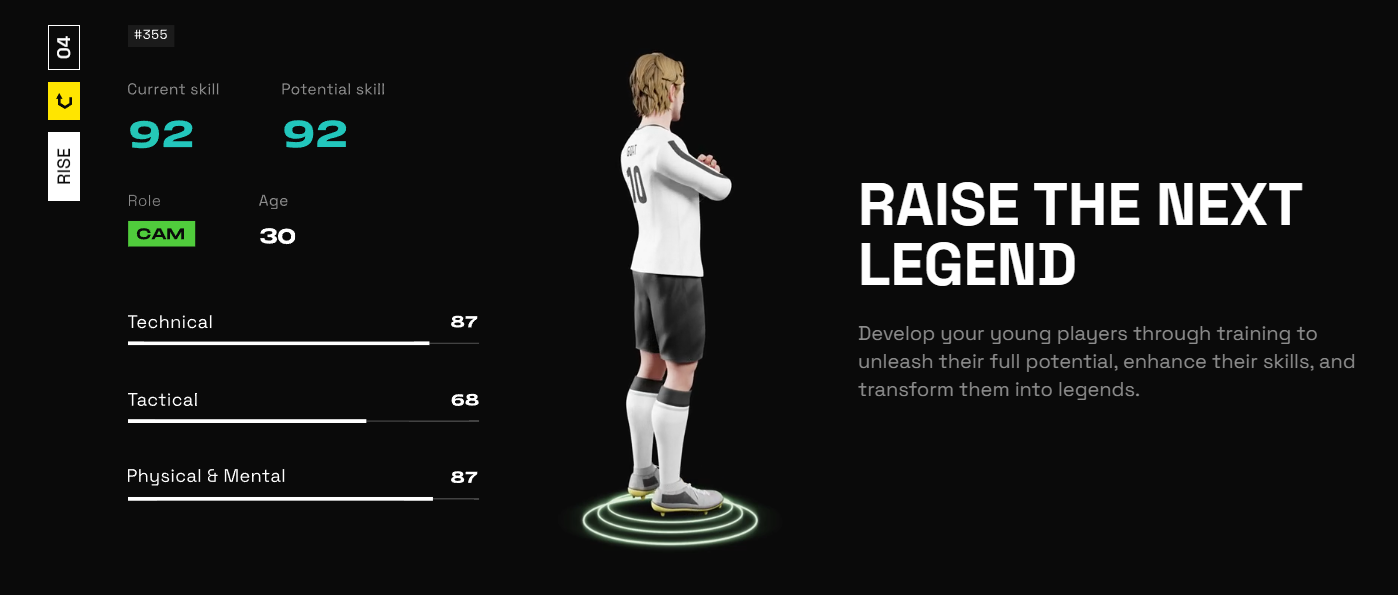 04
RISE
#355
Current skill
Potential skill
92
92
Role
Age
CAM
30
Technical
87
Tactical
68
Physical & Mental
87
10
RAISE THE NEXT
LEGEND
Develop your young players through training to
unleash their full potential, enhance their skills, and
transform them into legends.